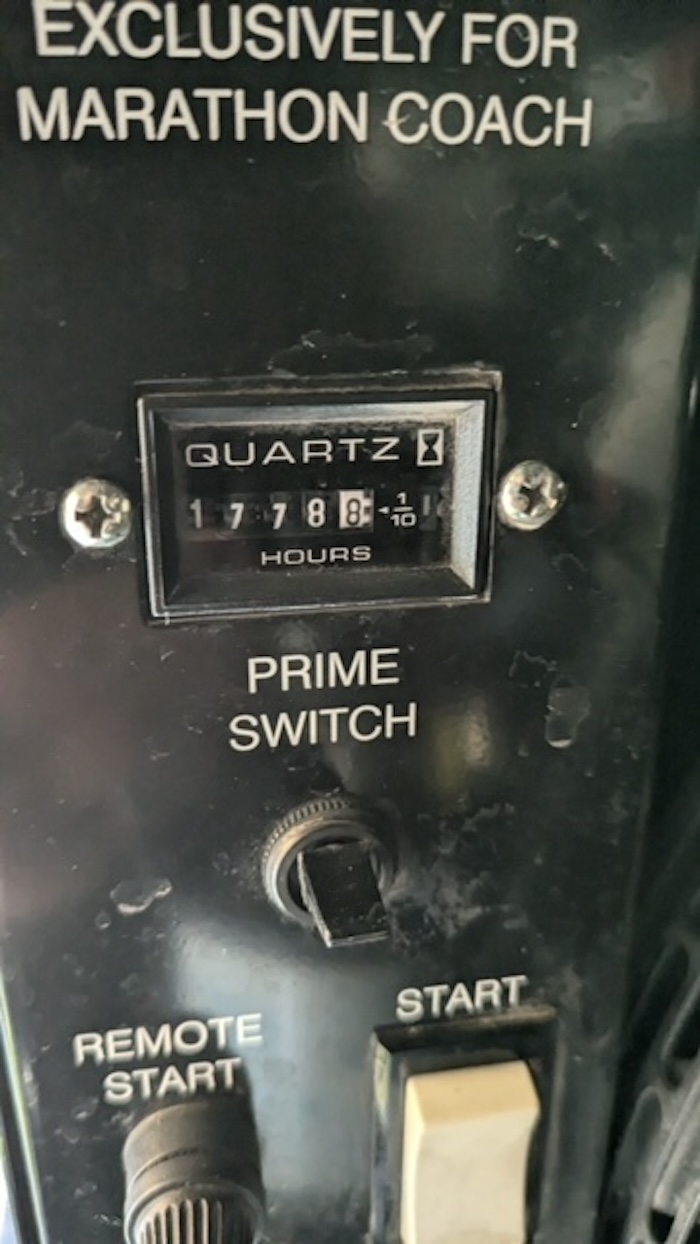 EXCLUSIVELY FOR
MARATHON COACH
QUARTZ
1 7 7 8 8 1/10
HOURS
PRIME
SWITCH
START
REMOTE
START